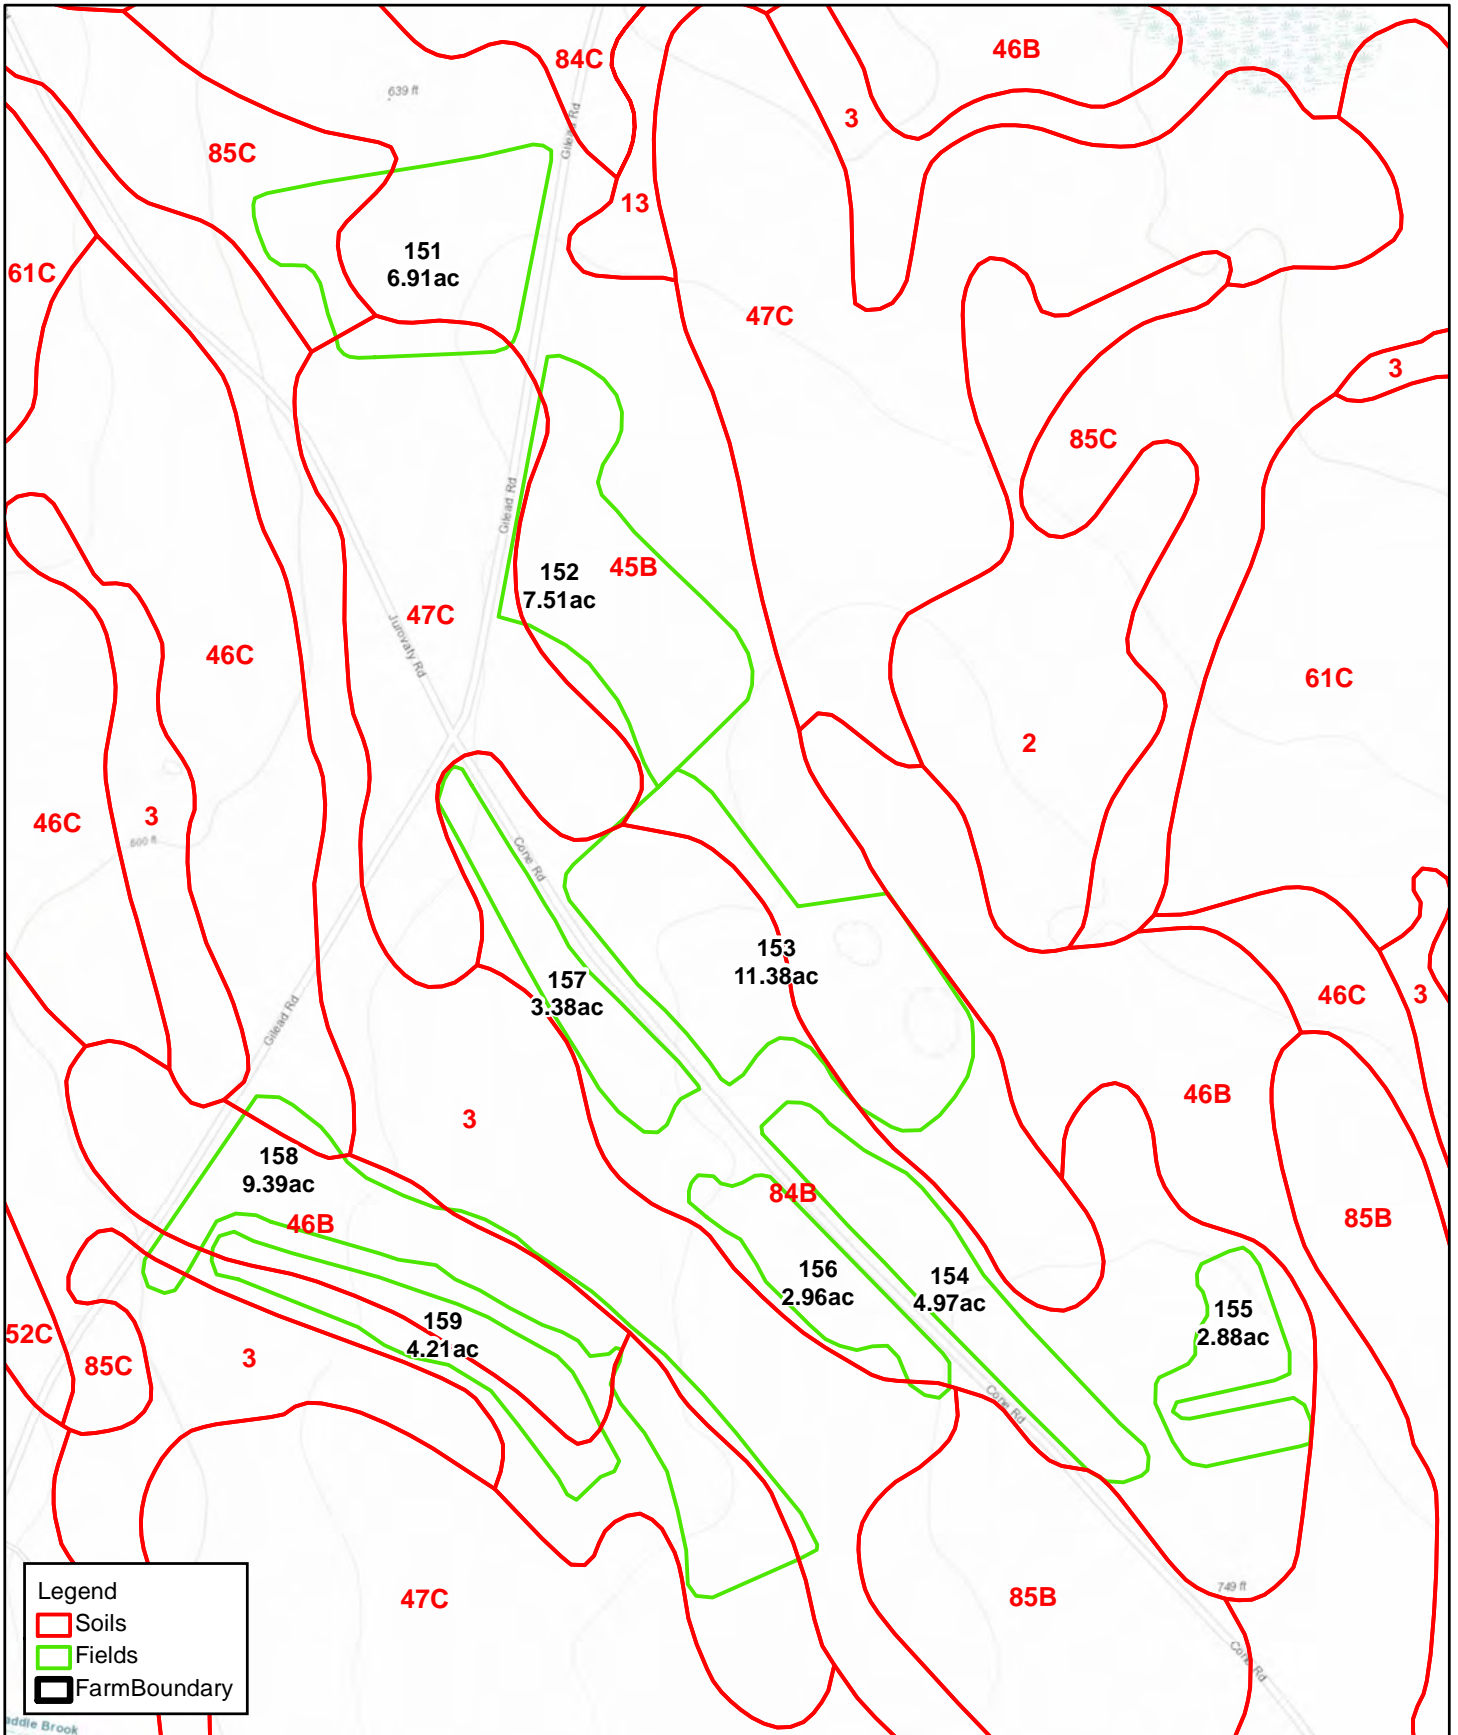 84C
46B
639 ft
Gilead Rd
3
85C
13
151
6.91ac
61C
47C
3
85C
Gilead Rd
152
7.51ac
45B
47C
Jurovaty Rd
46C
61C
2
46C
3
600 ft
Cone Rd
153
11.38ac
157
3.38ac
46C
3
Gilead Rd
46B
3
158
9.39ac
84B
46B
85B
156
2.96ac
154
4.97ac
155
2.88ac
159
4.21ac
52C
85C
3
Cone Rd
749 ft
47C
85B
Cone Rd
Legend
Soils
Fields
FarmBoundary
addle Brook